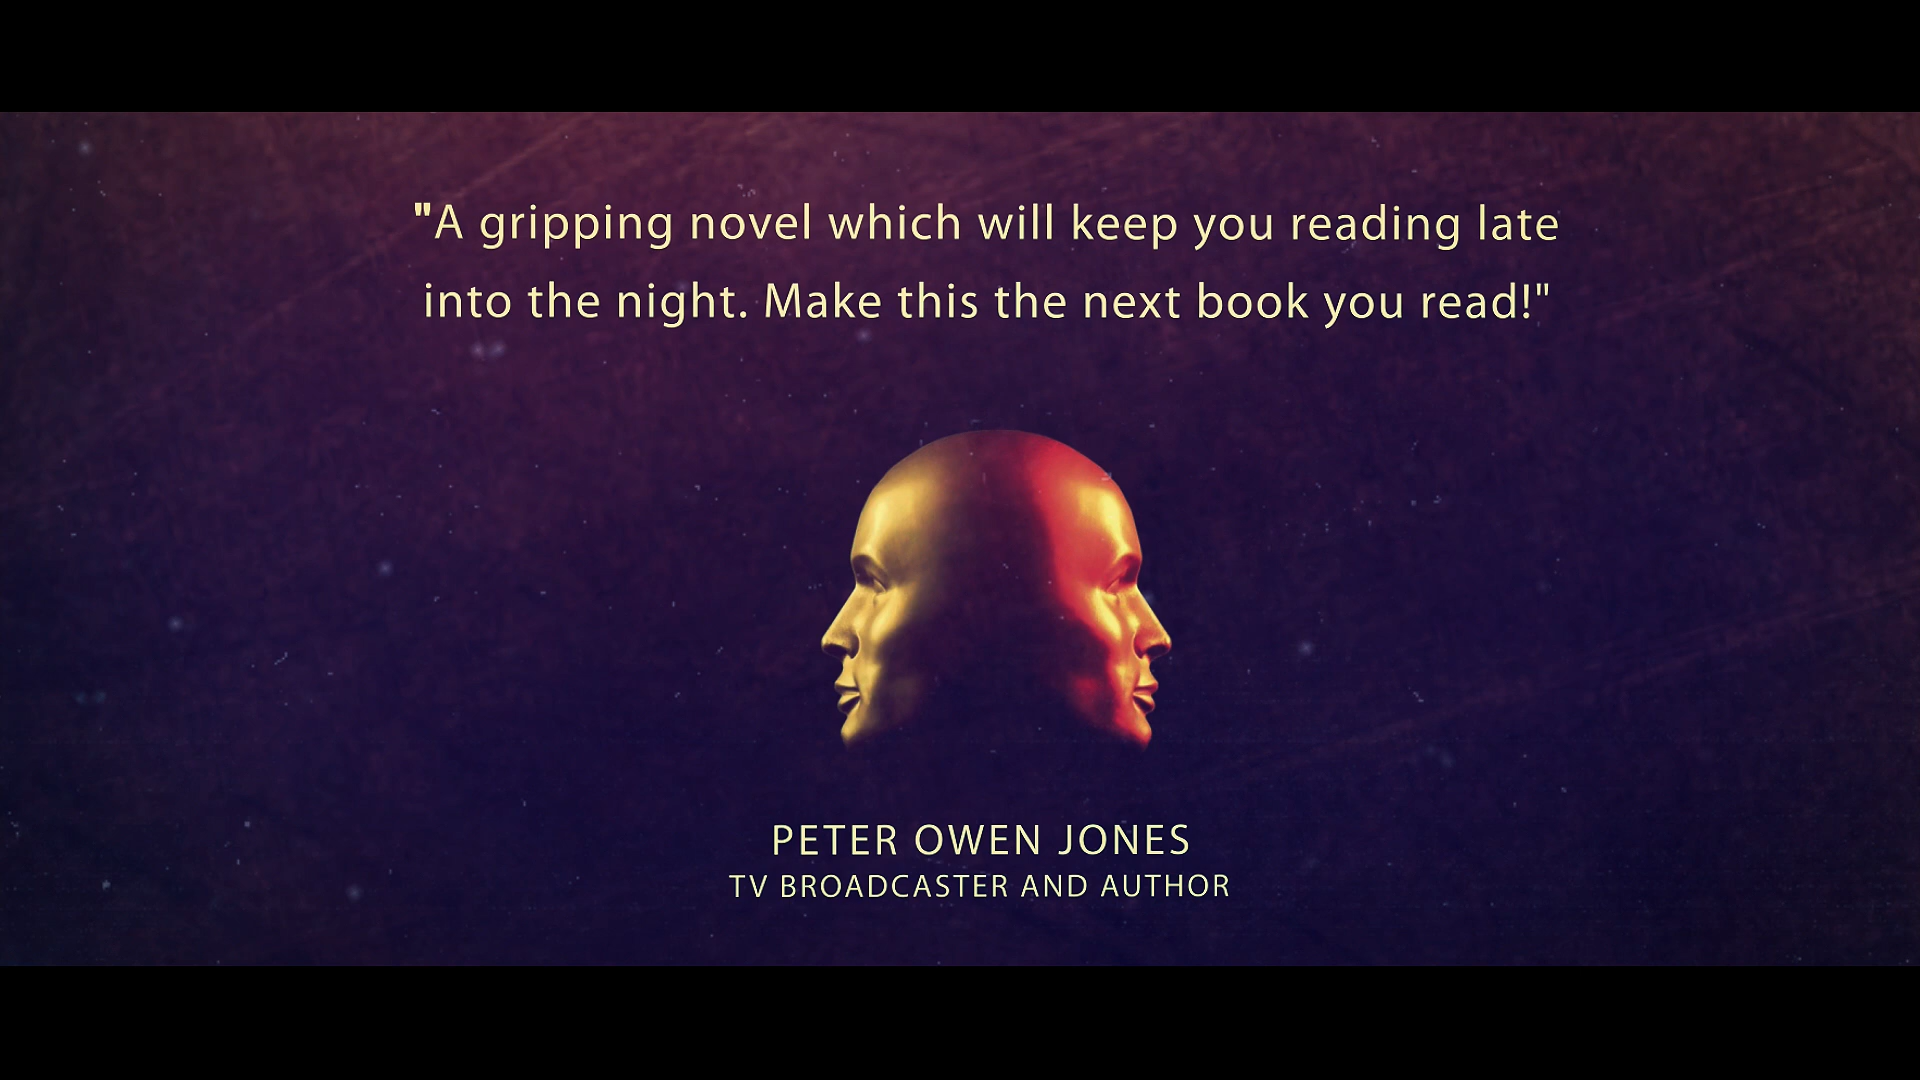 "A gripping novel which will keep you reading late
into the night. Make this the next book you read!"
PETER OWEN JONES
TV BROADCASTER AND AUTHOR